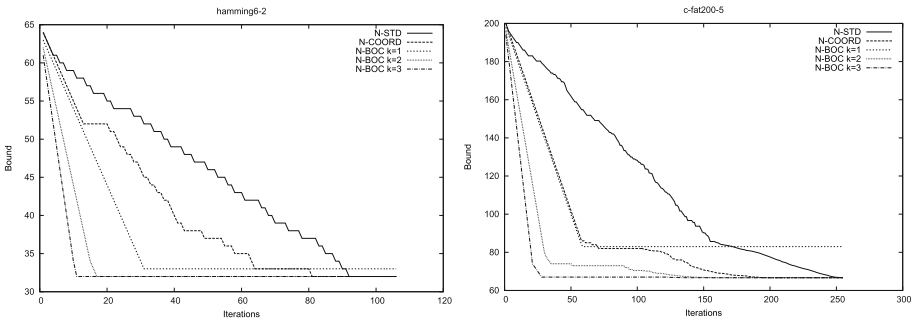 hamming6-2
65
60
55
50
45
40
35
30
Bound
0
20
40
60
80
100
120
Iterations
N-STD
N-COORD
N-BOC k=1
N-BOC k=2
N-BOC k=3
c-fat200-5
200
180
160
140
120
100
80
60
Bound
0
50
100
150
200
250
300
Iterations
N-STD
N-COORD
N-BOC k=1
N-BOC k=2
N-BOC k=3